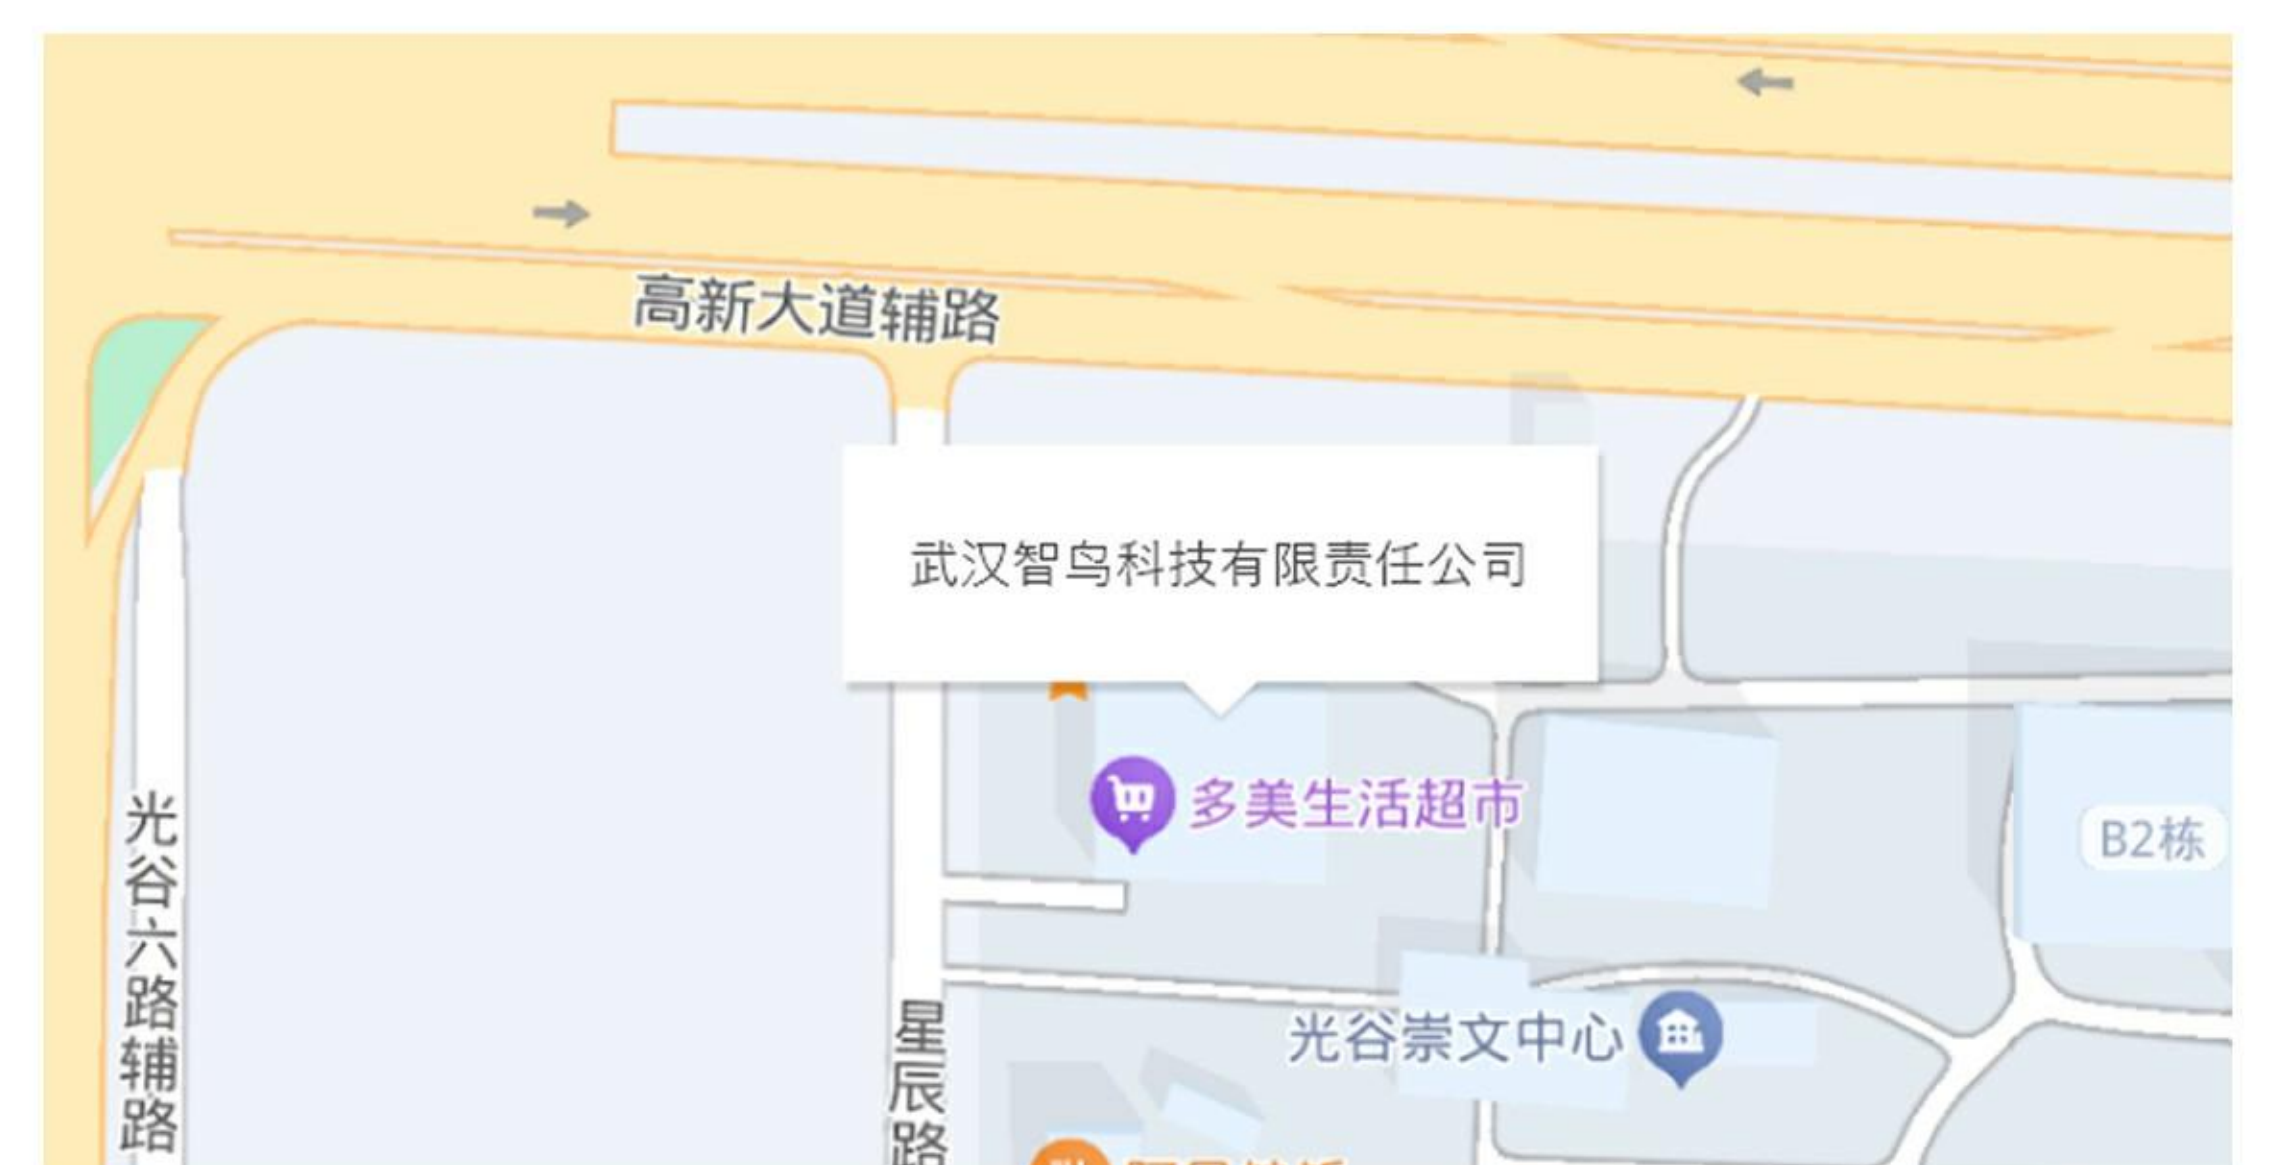 高新大道辅路
武汉智鸟科技有限责任公司
多美生活超市
B2栋
光谷六路辅路
星辰路
光谷崇文中心